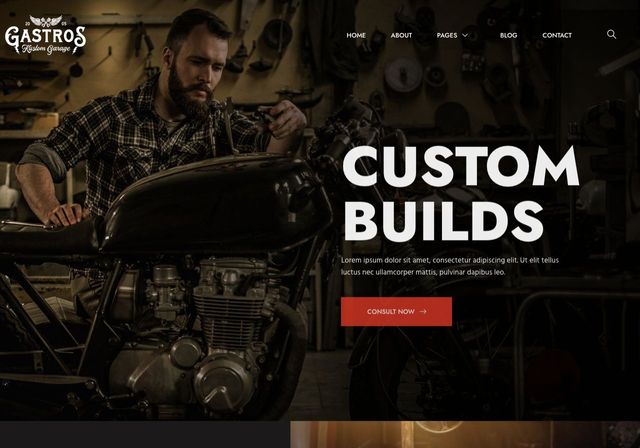 20 05
GASTROS
Kustom Garage
HOME ABOUT PAGES BLOG CONTACT
CUSTOM
BUILDS
Lorem ipsum dolor sit amet, consectetur adipiscing elit. Ut elit tellus
luctus nec ullamcorper mattis, pulvinar dapibus leo.
CONSULT NOW